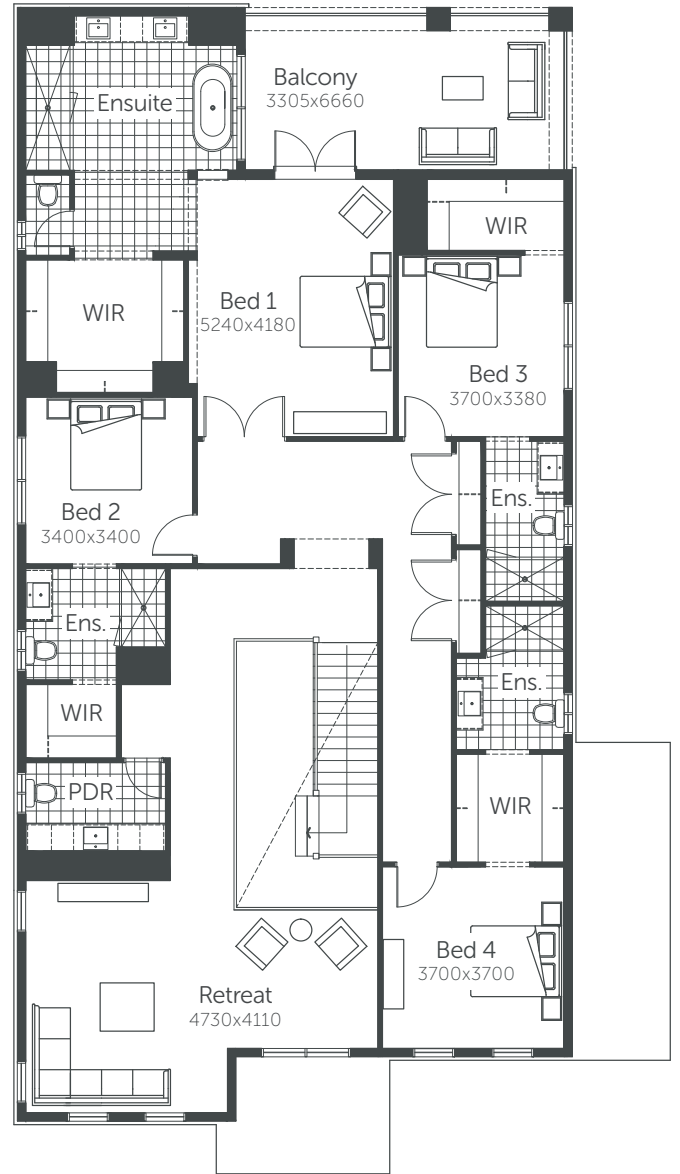 Balcony
3305x6660
Ensuite
WIR
WIR
Bed 1
5240x4180
Bed 3
3700x3380
Bed 2
3400x3400
Ens.
Ens.
Ens.
WIR
PDR
WIR
Bed 4
3700x3700
Retreat
4730x4110